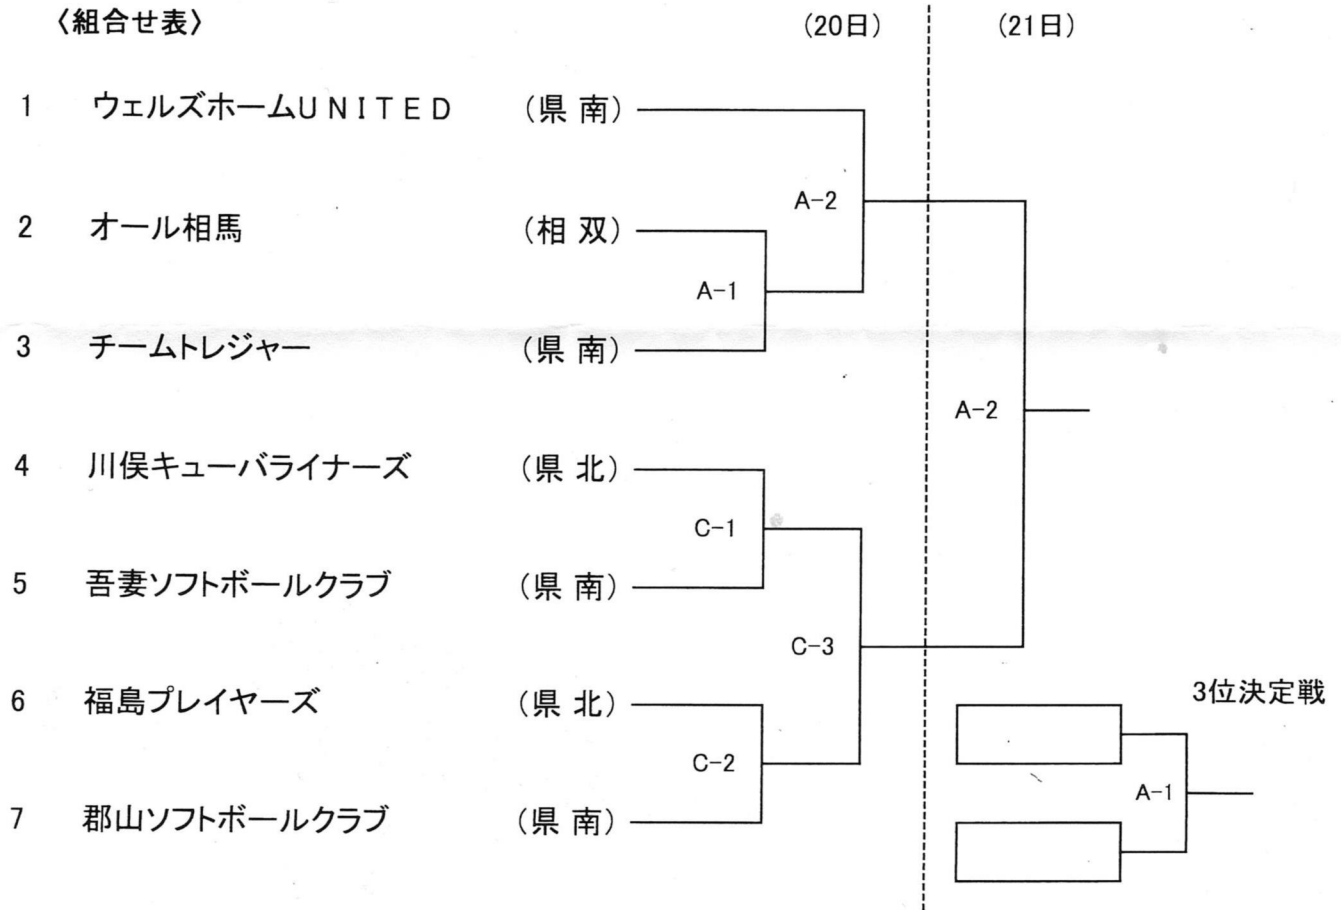 〈組合せ表〉 (20日) (21日)
1 ウェルズホームUNITED (県 南)
A-2
2 オール相馬 (相 双)
A-1
3 チームトレジャー (県 南)
A-2
4 川俣キューバライナーズ (県 北)
C-1
5 吾妻ソフトボールクラブ (県 南)
C-3
3位決定戦
6 福島プレイヤーズ (県 北)
C-2
A-1
7 郡山ソフトボールクラブ (県 南)